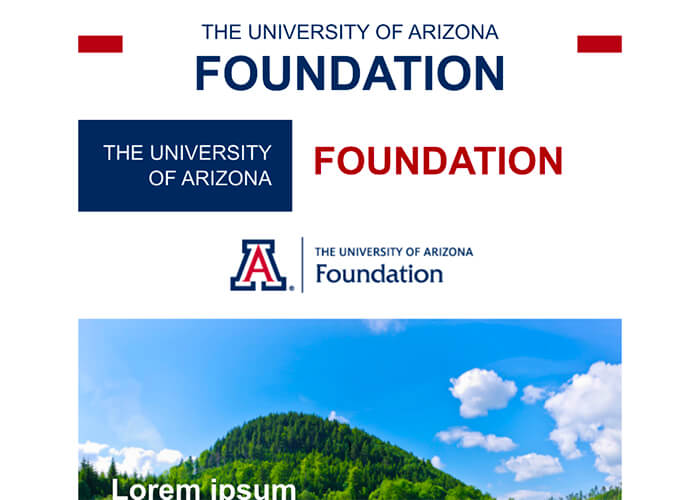 THE UNIVERSITY OF ARIZONA
FOUNDATION
THE UNIVERSITY
OF ARIZONA
FOUNDATION
A
THE UNIVERSITY OF ARIZONA
Foundation
Lorem ipsum